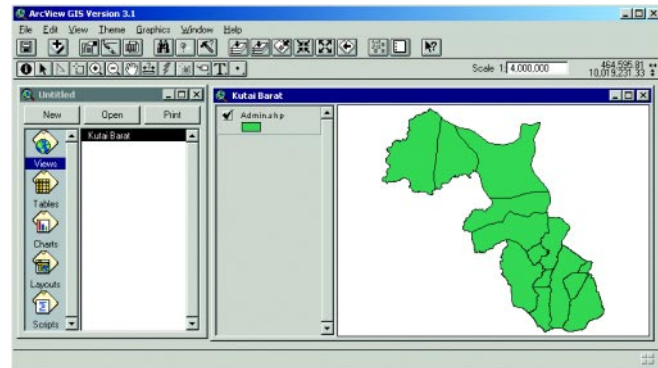 ArcView GIS Version 3.1
File Edit View Theme Graphics Window Help
Scale 1: 4,000,000
464,595.81
10,019,231.33
Untitled
New Open Print
Kutai Barat
Views
Tables
Charts
Layouts
Scripts
Kutai Barat
Admin.shp